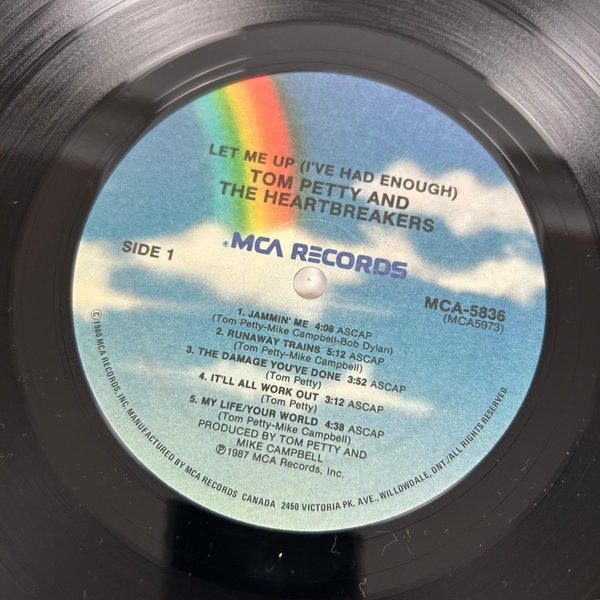 LET ME UP (I'VE HAD ENOUGH)
TOM PETTY AND
THE HEARTBREAKERS
MCA RECORDS
SIDE 1
MCA-5836
(MCA5973)
1. JAMMIN' ME 4:08 ASCAP
(Tom Petty-Mike Campbell-Bob Dylan)
2. RUNAWAY TRAINS 5:12 ASCAP
(Tom Petty-Mike Campbell)
3. THE DAMAGE YOU'VE DONE 3:52 ASCAP
(Tom Petty)
4. IT'LL ALL WORK OUT 3:12 ASCAP
(Tom Petty)
5. MY LIFE/YOUR WORLD 4:38 ASCAP
(Tom Petty-Mike Campbell)
PRODUCED BY TOM PETTY AND
MIKE CAMPBELL
Ⓟ1987 MCA Records, Inc.
©1980 MCA RECORDS, INC. MANUFACTURED BY MCA RECORDS CANADA 2450 VICTORIA PK. AVE., WILLOWDALE, ONT./ALL RIGHTS RESERVED